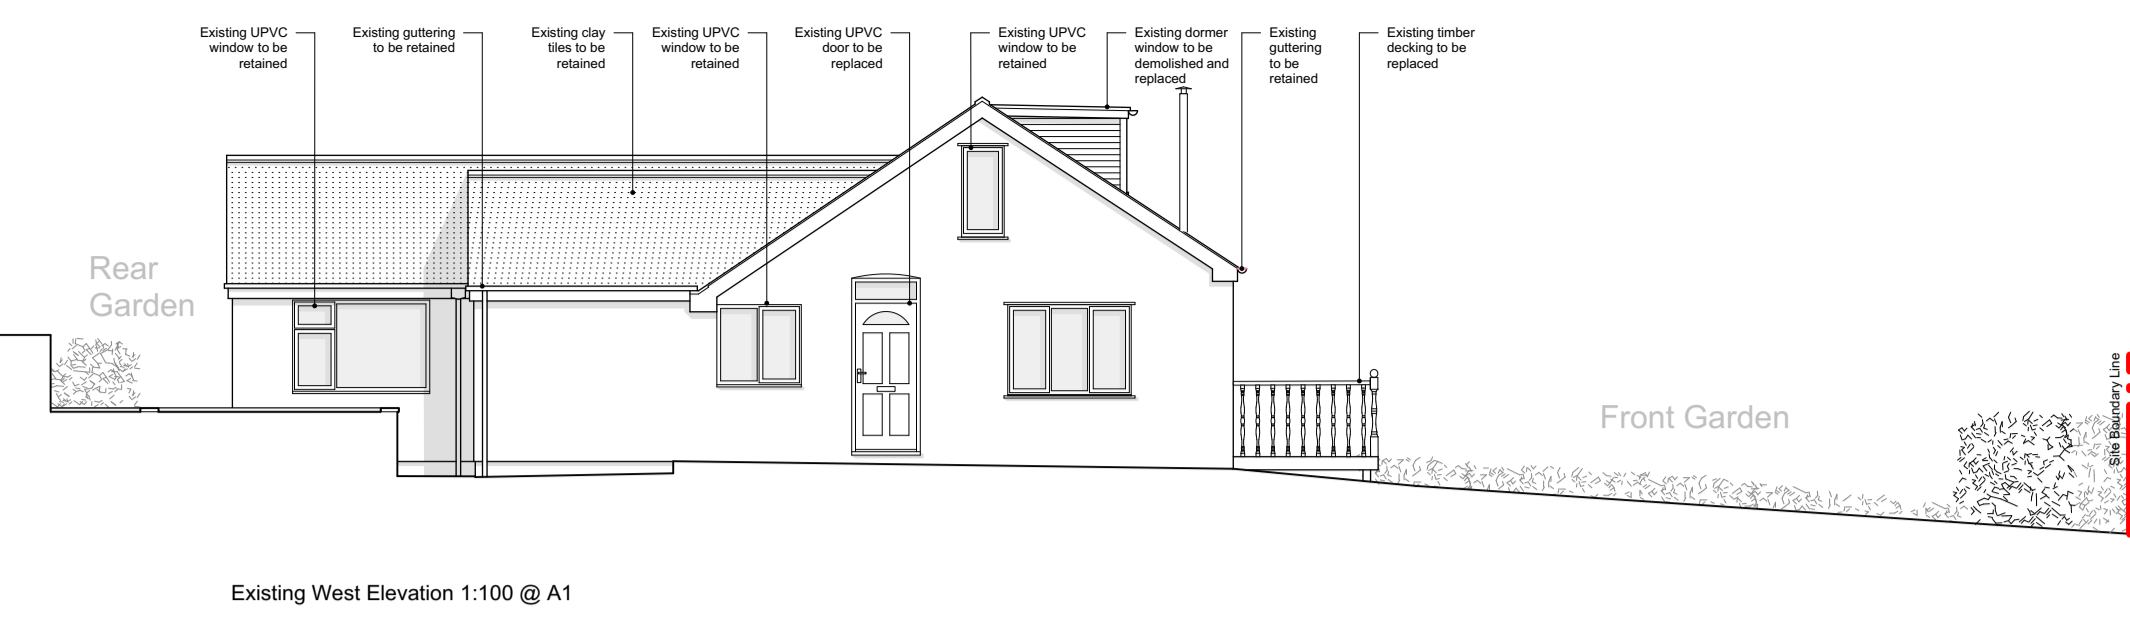 Existing UPVC
window to be
retained
Existing guttering
to be retained
Existing clay
tiles to be
retained
Existing UPVC
window to be
retained
Existing UPVC
door to be
replaced
Existing UPVC
window to be
retained
Existing dormer
window to be
demolished and
replaced
Existing
guttering
to be
retained
Existing timber
decking to be
replaced
Rear
Garden
Front Garden
Site Boundary Line
Existing West Elevation 1:100 @ A1